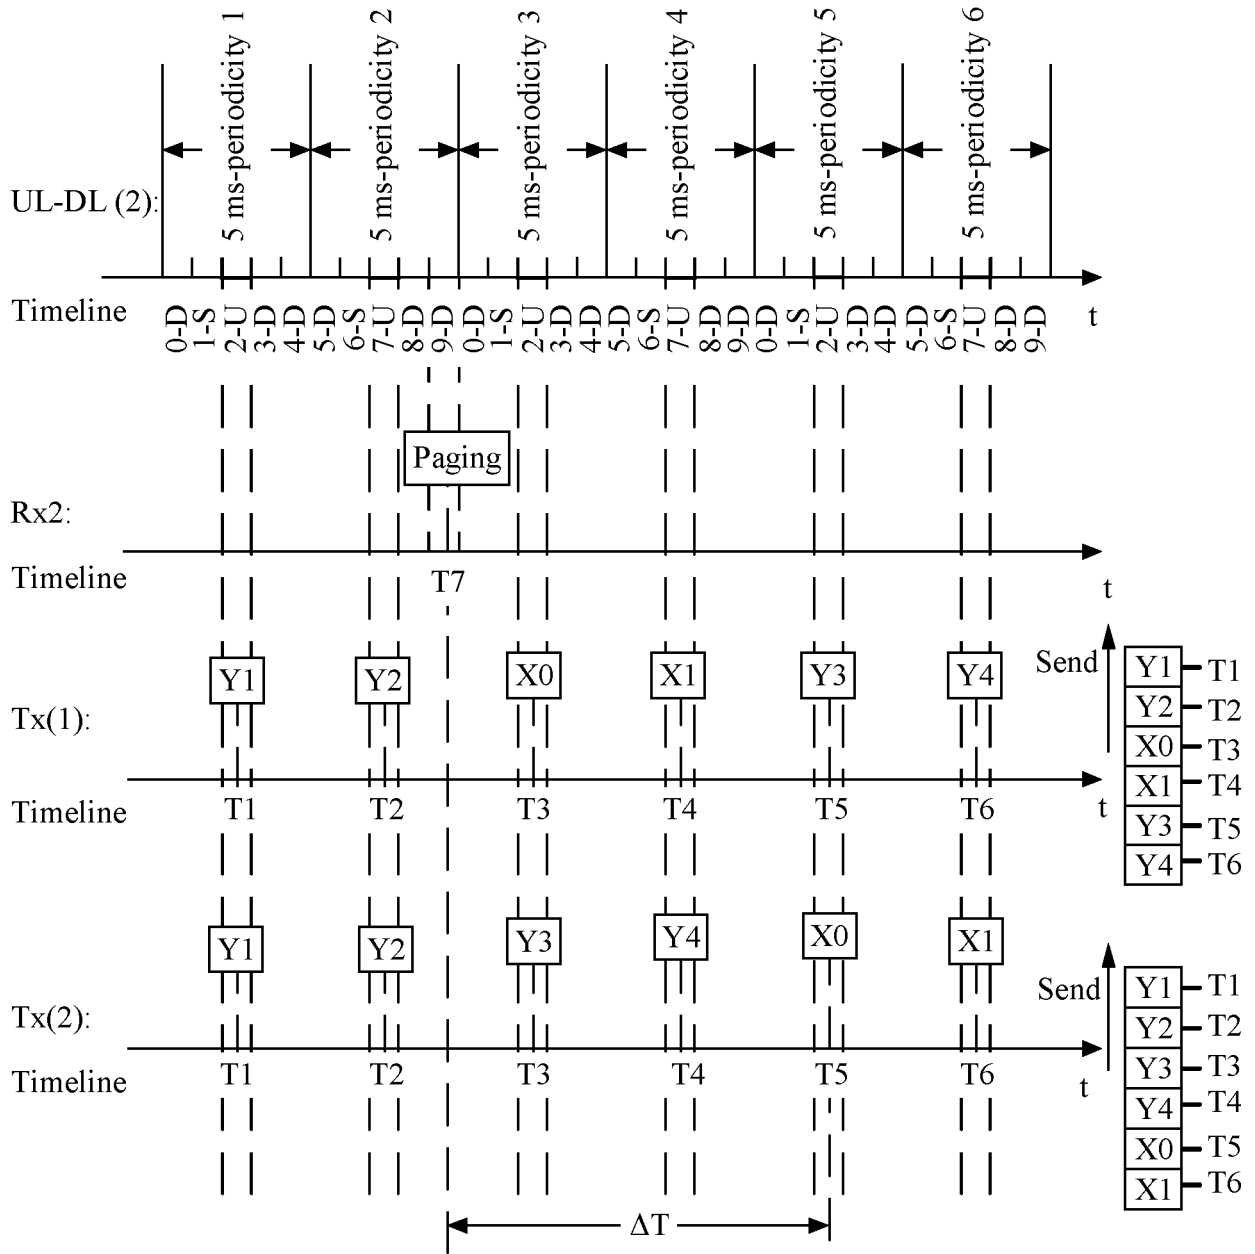 5 ms-periodicity 1
5 ms-periodicity 2
5 ms-periodicity 3
5 ms-periodicity 4
5 ms-periodicity 5
5 ms-periodicity 6
UL-DL (2):
Timeline
0-D
1-S
2-U
3-D
4-D
5-D
6-S
7-U
8-D
9-D
0-D
1-S
2-U
3-D
4-D
5-D
6-S
7-U
8-D
9-D
0-D
1-S
2-U
3-D
4-D
5-D
6-S
7-U
8-D
9-D
t
Paging
Rx2:
Timeline
T7
t
Tx(1):
Y1
Y2
X0
X1
Y3
Y4
Timeline
T1
T2
T3
T4
T5
T6
t
Send
Y1 T1
Y2 T2
X0 T3
X1 T4
Y3 T5
Y4 T6
Tx(2):
Y1
Y2
Y3
Y4
X0
X1
Timeline
T1
T2
T3
T4
T5
T6
t
Send
Y1 T1
Y2 T2
Y3 T3
Y4 T4
X0 T5
X1 T6
ΔT